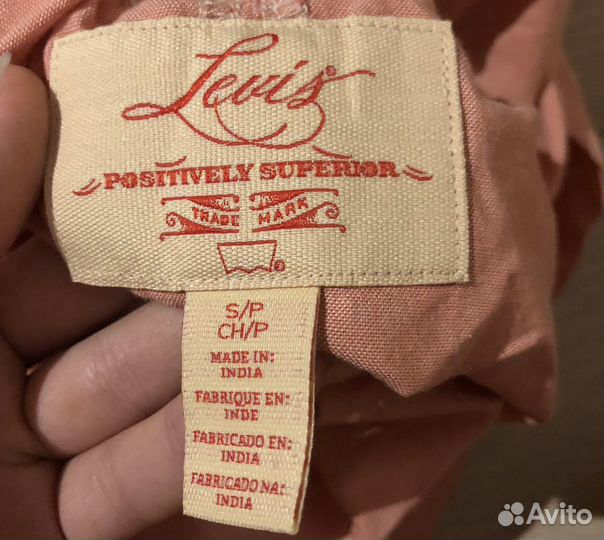 Levi's®
POSITIVELY SUPERIOR
TRADE MARK
®
S/P
CH/P
MADE IN:
INDIA
FABRIQUE EN:
INDE
FABRICADO EN:
INDIA
FABRICADO NA:
INDIA
Avito